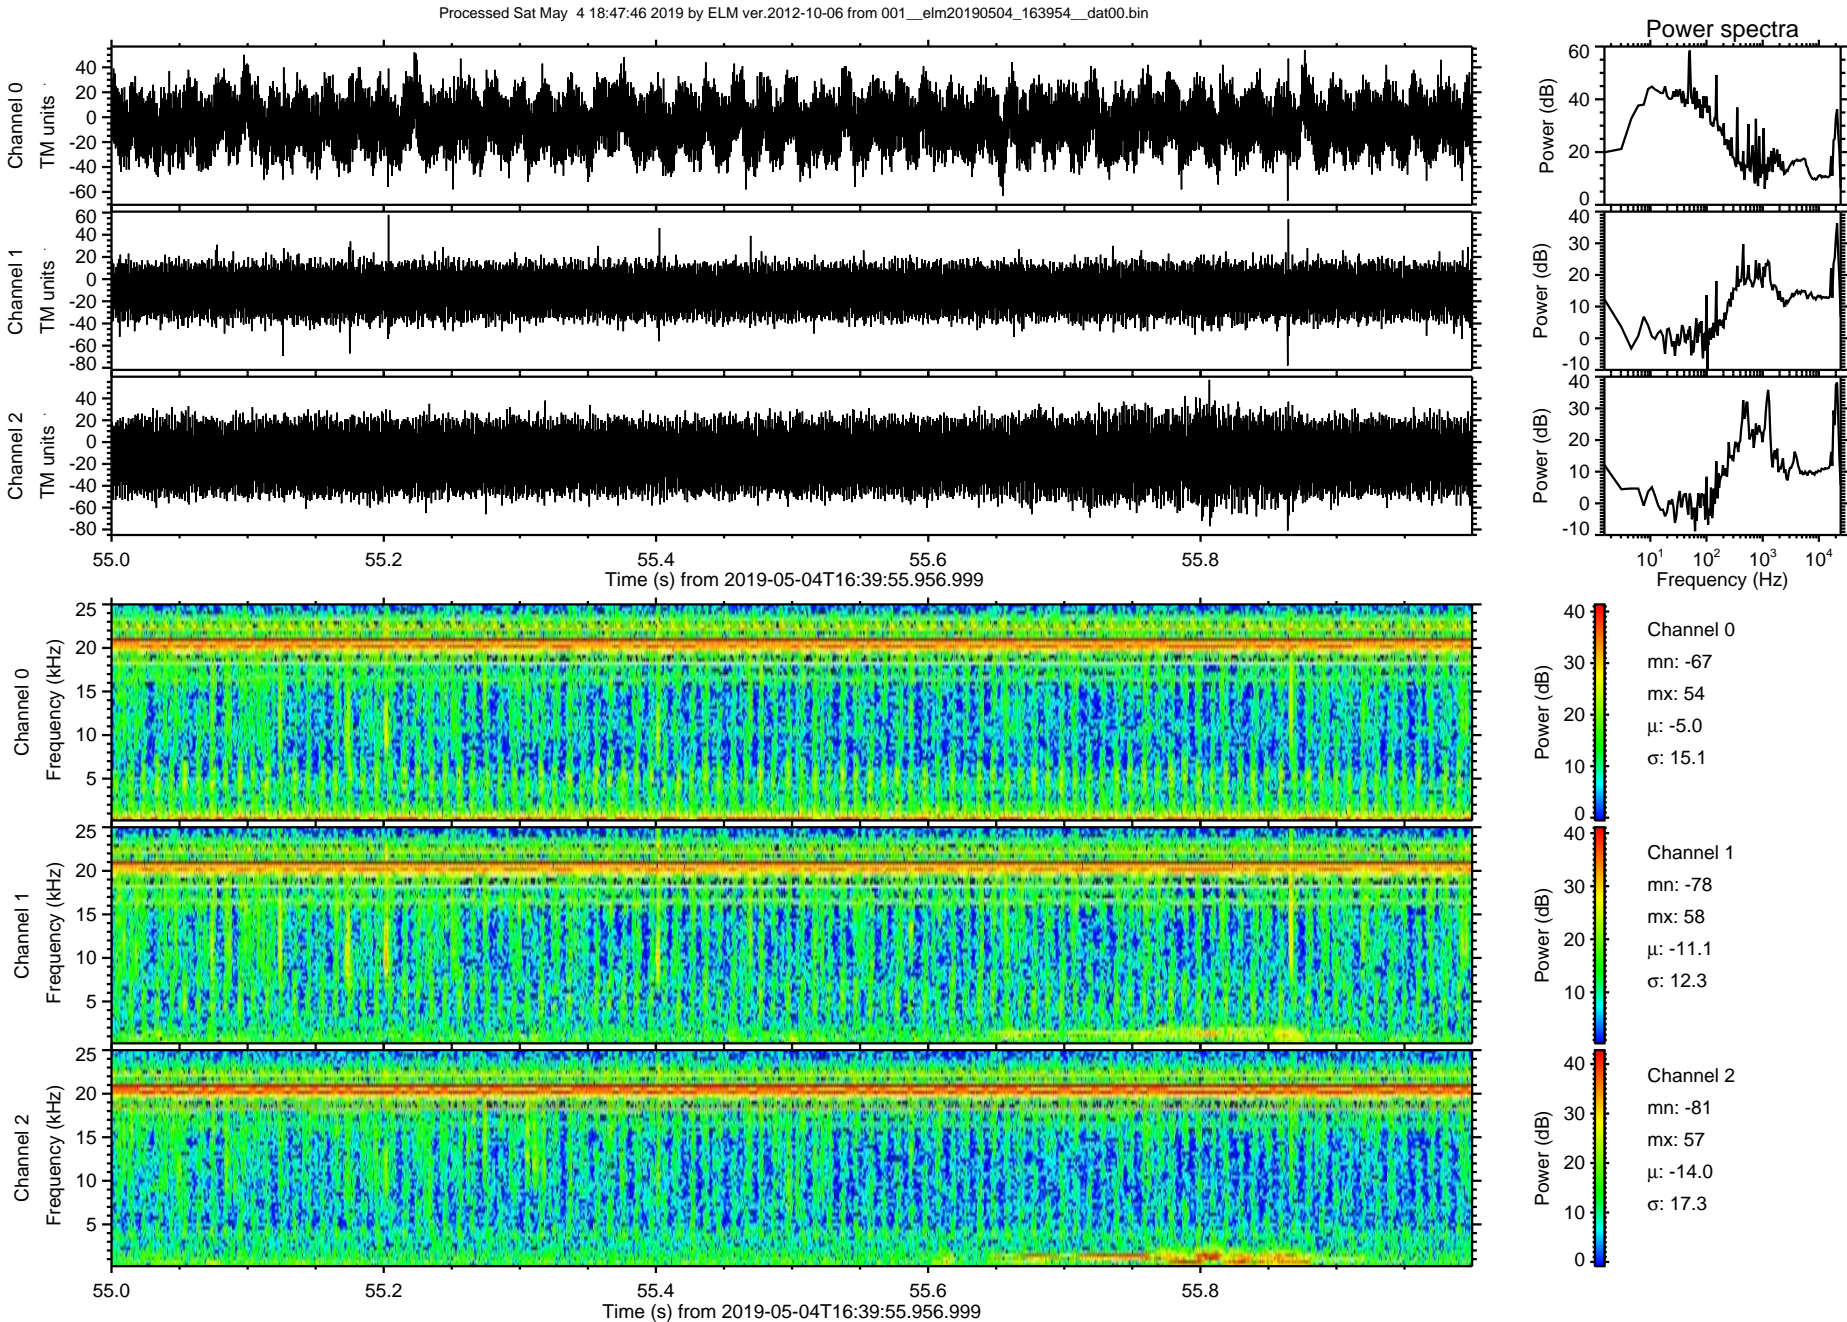 Processed Sat May  4 18:47:46 2019 by ELM ver.2012-10-06 from 001__elm20190504_163954__dat00.bin
Power spectra
Channel 0
TM units
40
20
0
-20
-40
-60
Power (dB)
60
40
20
0
Channel 1
TM units
60
40
20
0
-20
-40
-60
-80
Power (dB)
40
30
20
10
0
-10
Channel 2
TM units
40
20
0
-20
-40
-60
-80
Power (dB)
40
30
20
10
0
-10
55.0 55.2 55.4 55.6 55.8
Time (s) from 2019-05-04T16:39:55.956.999
10¹ 10² 10³ 10⁴
Frequency (Hz)
Channel 0
Frequency (kHz)
25
20
15
10
5
Power (dB)
40
30
20
10
0
Channel 0
mn: -67
mx: 54
μ: -5.0
σ: 15.1
Channel 1
Frequency (kHz)
25
20
15
10
5
Power (dB)
40
30
20
10
Channel 1
mn: -78
mx: 58
μ: -11.1
σ: 12.3
Channel 2
Frequency (kHz)
25
20
15
10
5
Power (dB)
40
30
20
10
0
Channel 2
mn: -81
mx: 57
μ: -14.0
σ: 17.3
55.0 55.2 55.4 55.6 55.8
Time (s) from 2019-05-04T16:39:55.956.999